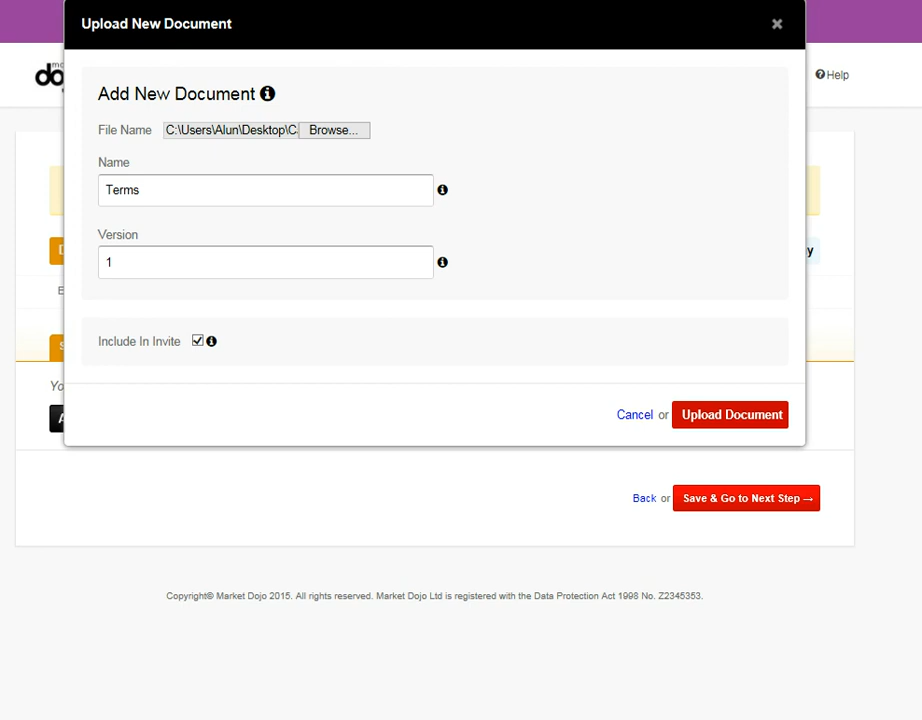 Upload New Document
Help
Add New Document
File Name C:\Users\Alun\Desktop\C Browse...
Name
Terms
Version
1
Include In Invite
Cancel or Upload Document
Back or Save & Go to Next Step →
Copyright© Market Dojo 2015. All rights reserved. Market Dojo Ltd is registered with the Data Protection Act 1998 No. Z2345353.